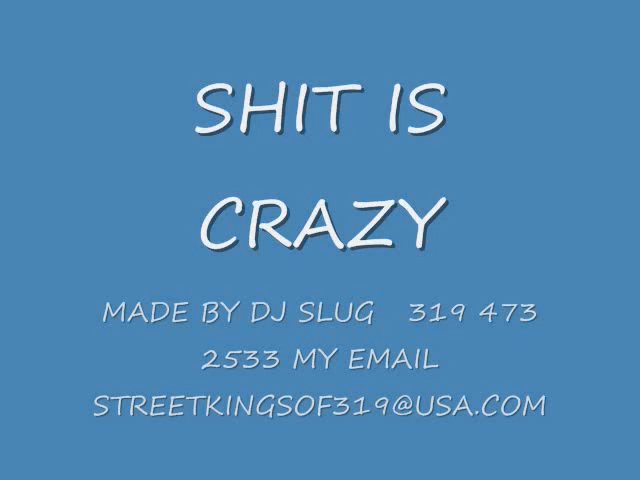 SHIT IS
CRAZY
MADE BY DJ SLUG 319 473
2533 MY EMAIL
STREETKINGSOF319@USA.COM